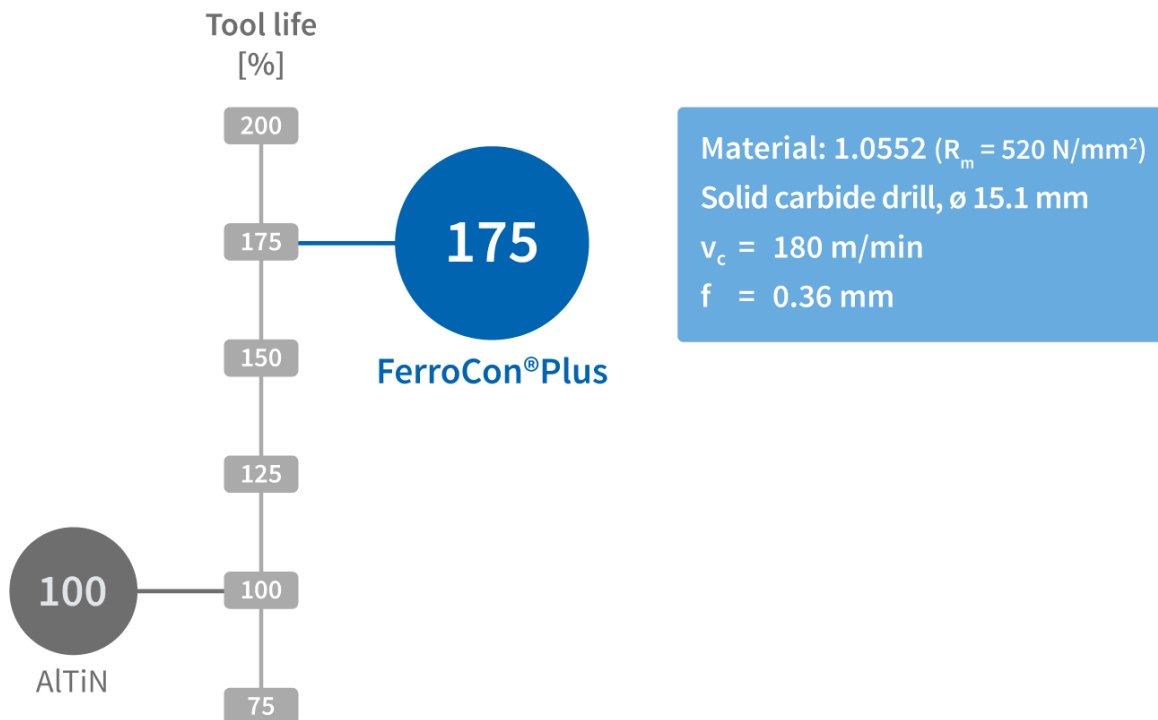 Tool life
[%]
200
175
150
125
100
75
175
FerroCon®Plus
100
AlTiN
Material: 1.0552 (Rm = 520 N/mm²)
Solid carbide drill, ø 15.1 mm
vc = 180 m/min
f = 0.36 mm